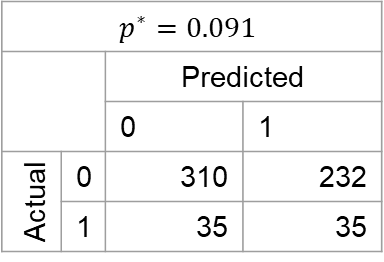 p* = 0.091
Predicted
0 1
Actual 0 310 232
1 35 35